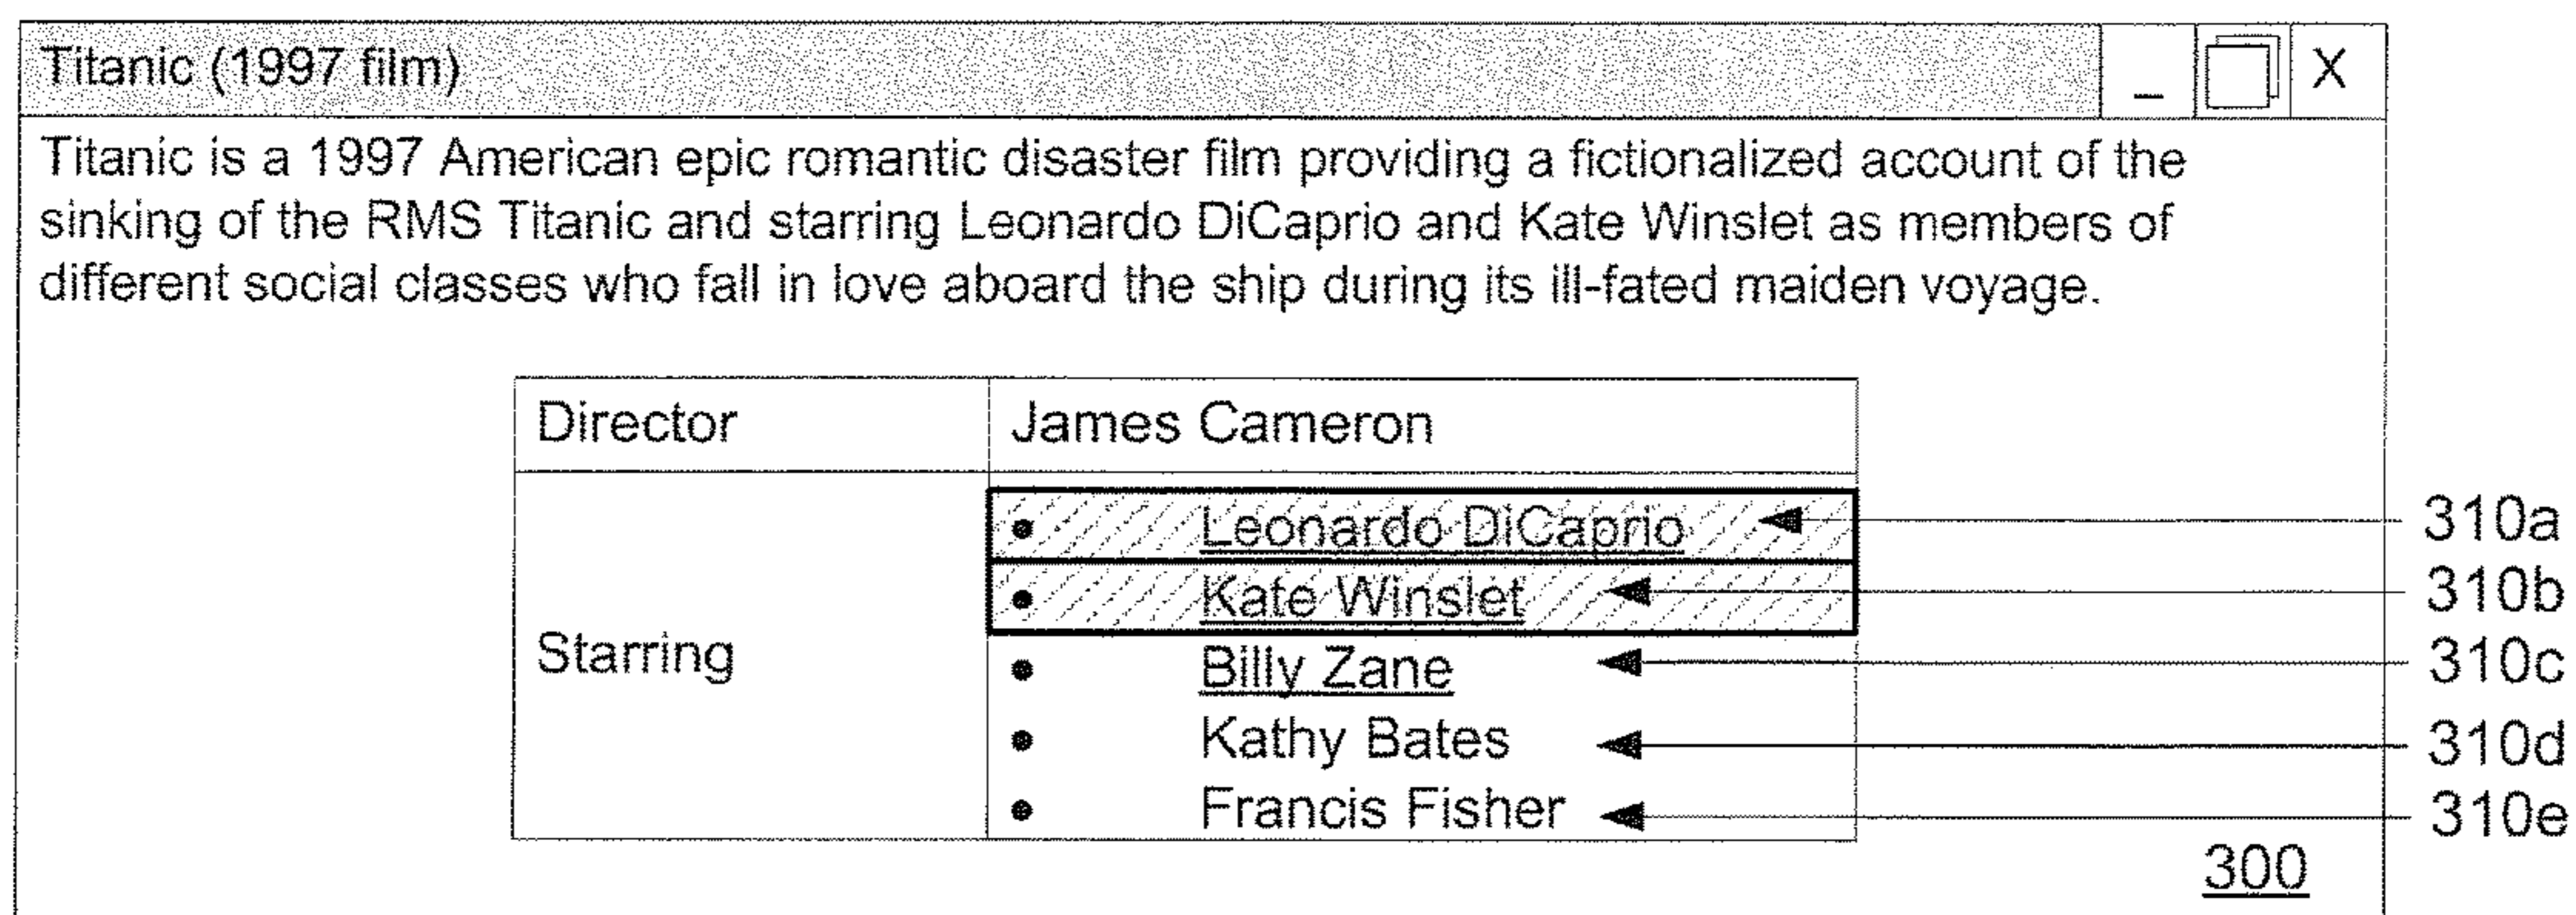 Titanic (1997 film) _ X
Titanic is a 1997 American epic romantic disaster film providing a fictionalized account of the
sinking of the RMS Titanic and starring Leonardo DiCaprio and Kate Winslet as members of
different social classes who fall in love aboard the ship during its ill-fated maiden voyage.
Director James Cameron
Starring
• Leonardo DiCaprio 310a
• Kate Winslet 310b
• Billy Zane 310c
• Kathy Bates 310d
• Francis Fisher 310e
300